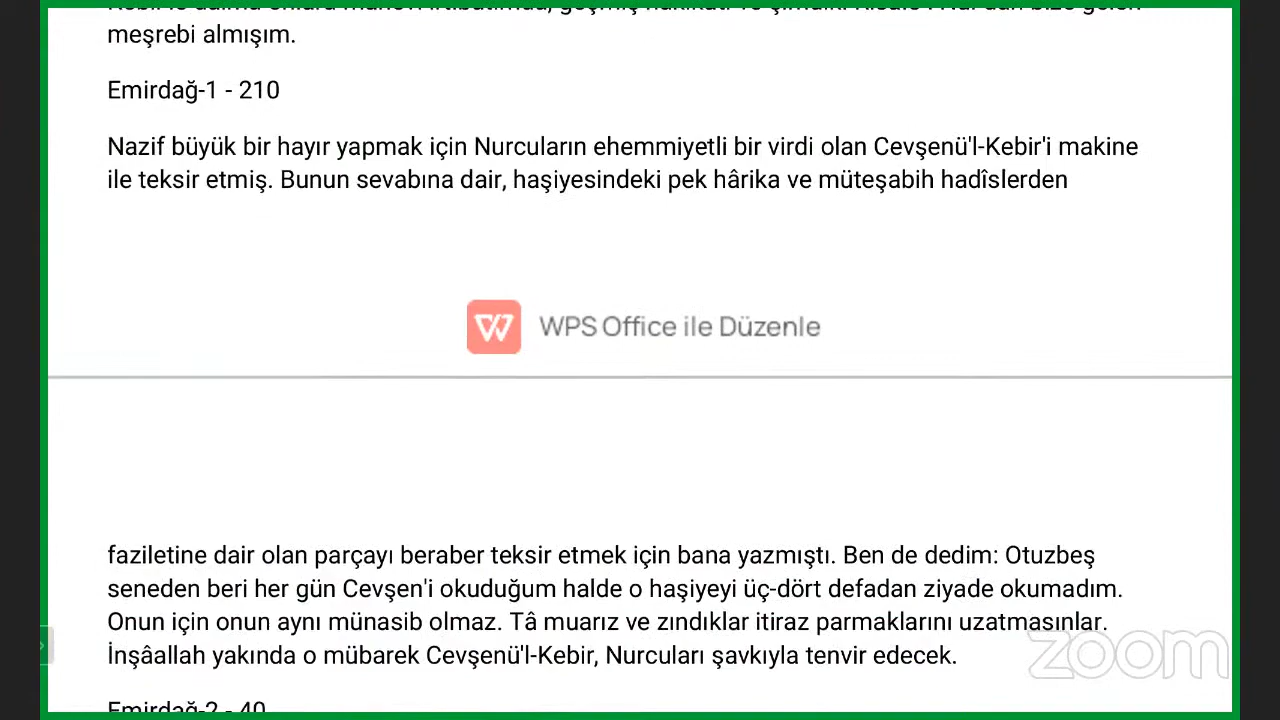 meşrebi almışım.
Emirdağ-1 - 210
Nazif büyük bir hayır yapmak için Nurcuların ehemmiyetli bir virdi olan Cevşenü'l-Kebir'i makine
ile teksir etmiş. Bunun sevabına dair, haşiyesindeki pek hârika ve müteşabih hadîslerden
WPS Office ile Düzenle
faziletine dair olan parçayı beraber teksir etmek için bana yazmıştı. Ben de dedim: Otuzbeş
seneden beri her gün Cevşen'i okuduğum halde o haşiyeyi üç-dört defadan ziyade okumadım.
Onun için onun aynı münasib olmaz. Tâ muarız ve zındıklar itiraz parmaklarını uzatmasınlar.
İnşâallah yakında o mübarek Cevşenü'l-Kebir, Nurcuları şavkıyla tenvir edecek.
zoom
Emirdağ-2 - 40